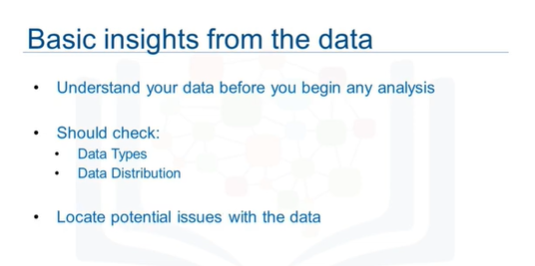 Basic insights from the data
• Understand your data before you begin any analysis
• Should check:
• Data Types
• Data Distribution
• Locate potential issues with the data